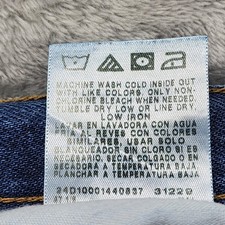 MACHINE WASH COLD INSIDE OUT
WITH LIKE COLORS, ONLY NON-
CHLORINE BLEACH WHEN NEEDED.
TUMBLE DRY LOW OR LINE DRY.
LOW IRON
LAVAR EN LAVADORA CON AGUA
FRIA AL REVES CON COLORES
SIMILARES, USAR SOLO
BLANQUEADOR SIN CLORO SI ES
NECESARIO, SECAR COLGADO O EN
SECADORA A TEMPERATURA BAJA,
PLANCHAR A TEMPERATURA BAJA
24D10001440837 31229